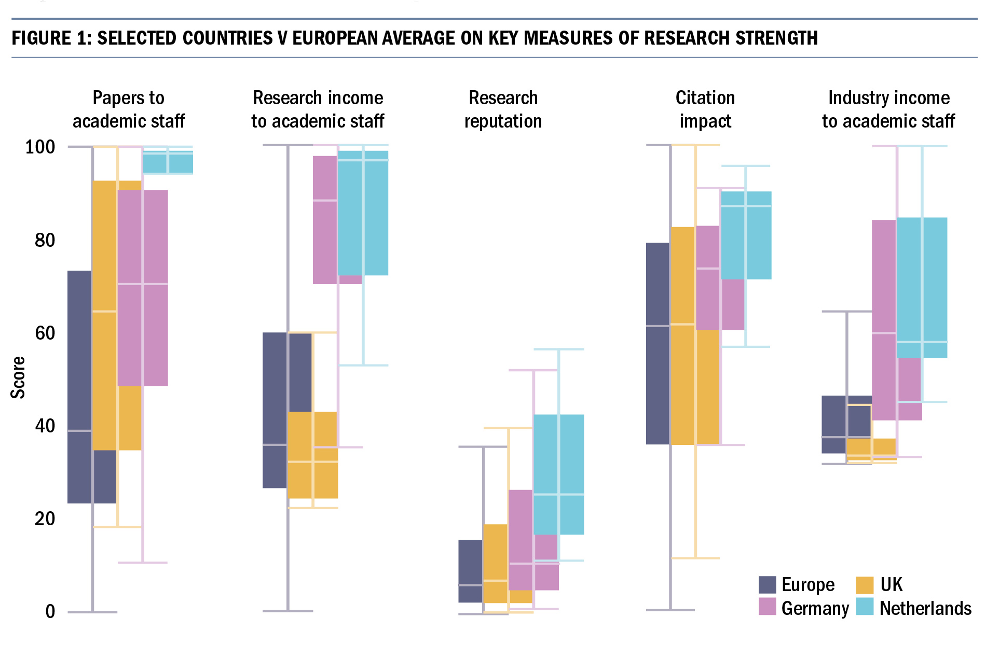 FIGURE 1: SELECTED COUNTRIES V EUROPEAN AVERAGE ON KEY MEASURES OF RESEARCH STRENGTH
Papers to
academic staff
Research income
to academic staff
Research
reputation
Citation
impact
Industry income
to academic staff
100
80
60
40
20
0
Score
Europe
UK
Germany
Netherlands